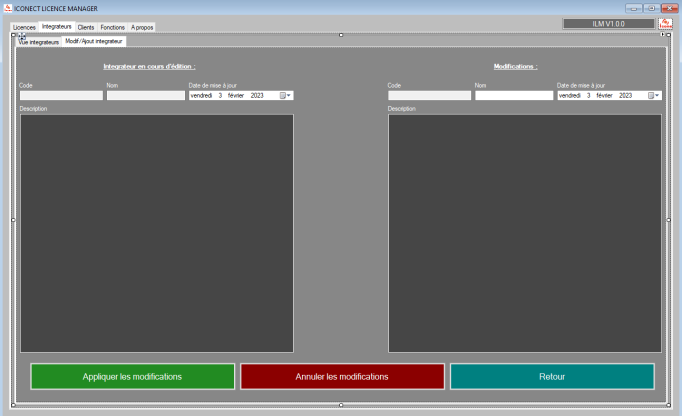 ICONECT LICENCE MANAGER
Licences Integrateurs Clients Fonctions A propos
ILM V1.0.0
Vue integrateurs Modif/Ajout integrateur
Integrateur en cours d'édition : Modifications :
Code Nom Date de mise à jour Code Nom Date de mise à jour
vendredi 3 février 2023 vendredi 3 février 2023
Description Description
Appliquer les modifications Annuler les modifications Retour